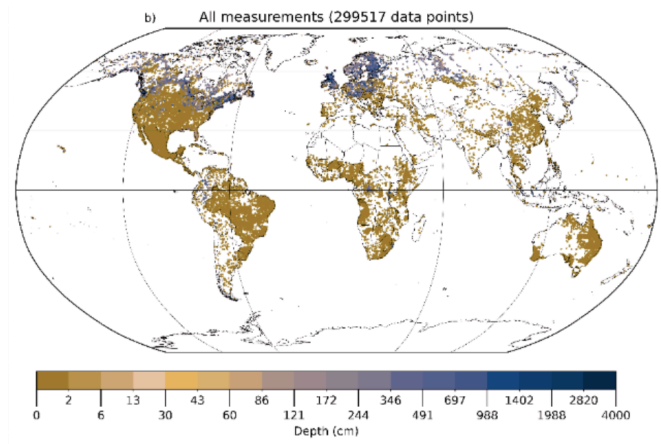 b) All measurements (299517 data points)
2 13 43 86 172 346 697 1402 2820
0 6 30 60 121 244 491 988 1988 4000
Depth (cm)